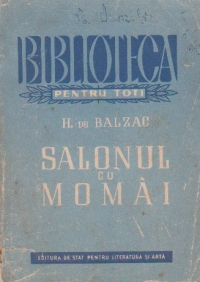 BIBLIOTECA
PENTRU TOȚI
H. DE BALZAC
SALONUL
CU
MOMÂI
EDITURA DE STAT PENTRU LITERATURĂ ȘI ARTĂ